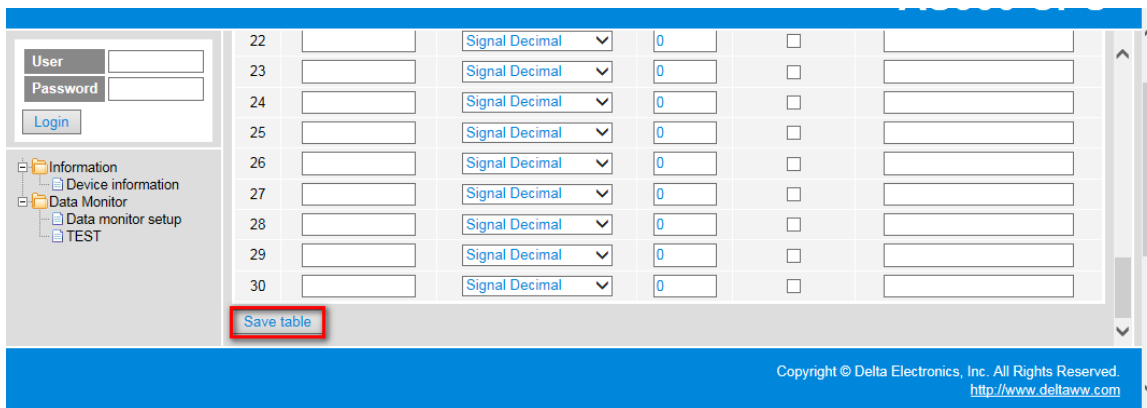 User
Password
Login
Information
Device information
Data Monitor
Data monitor setup
TEST
22 Signal Decimal 0
23 Signal Decimal 0
24 Signal Decimal 0
25 Signal Decimal 0
26 Signal Decimal 0
27 Signal Decimal 0
28 Signal Decimal 0
29 Signal Decimal 0
30 Signal Decimal 0
Save table
Copyright © Delta Electronics, Inc. All Rights Reserved.
http://www.deltaww.com